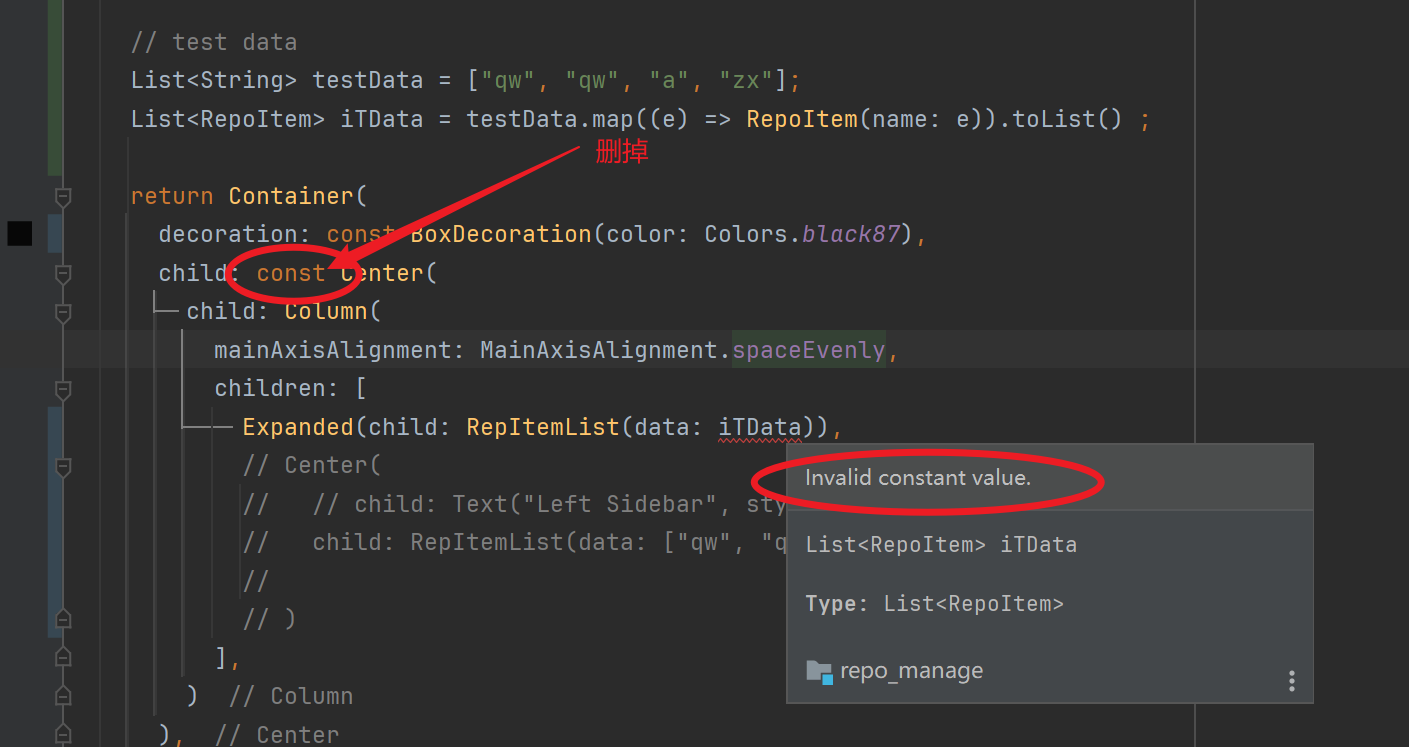 // test data
List<String> testData = ["qw", "qw", "a", "zx"];
List<RepoItem> iTData = testData.map((e) => RepoItem(name: e)).toList() ;
删掉
return Container(
decoration: const BoxDecoration(color: Colors.black87),
child: const Center(
child: Column(
mainAxisAlignment: MainAxisAlignment.spaceEvenly,
children: [
Expanded(child: RepItemList(data: iTData)),
// Center(
//   // child: Text("Left Sidebar", sty
//   child: RepItemList(data: ["qw", "q
//
// )
],
)  // Column
),  // Center
Invalid constant value.
List<RepoItem> iTData
Type: List<RepoItem>
repo_manage